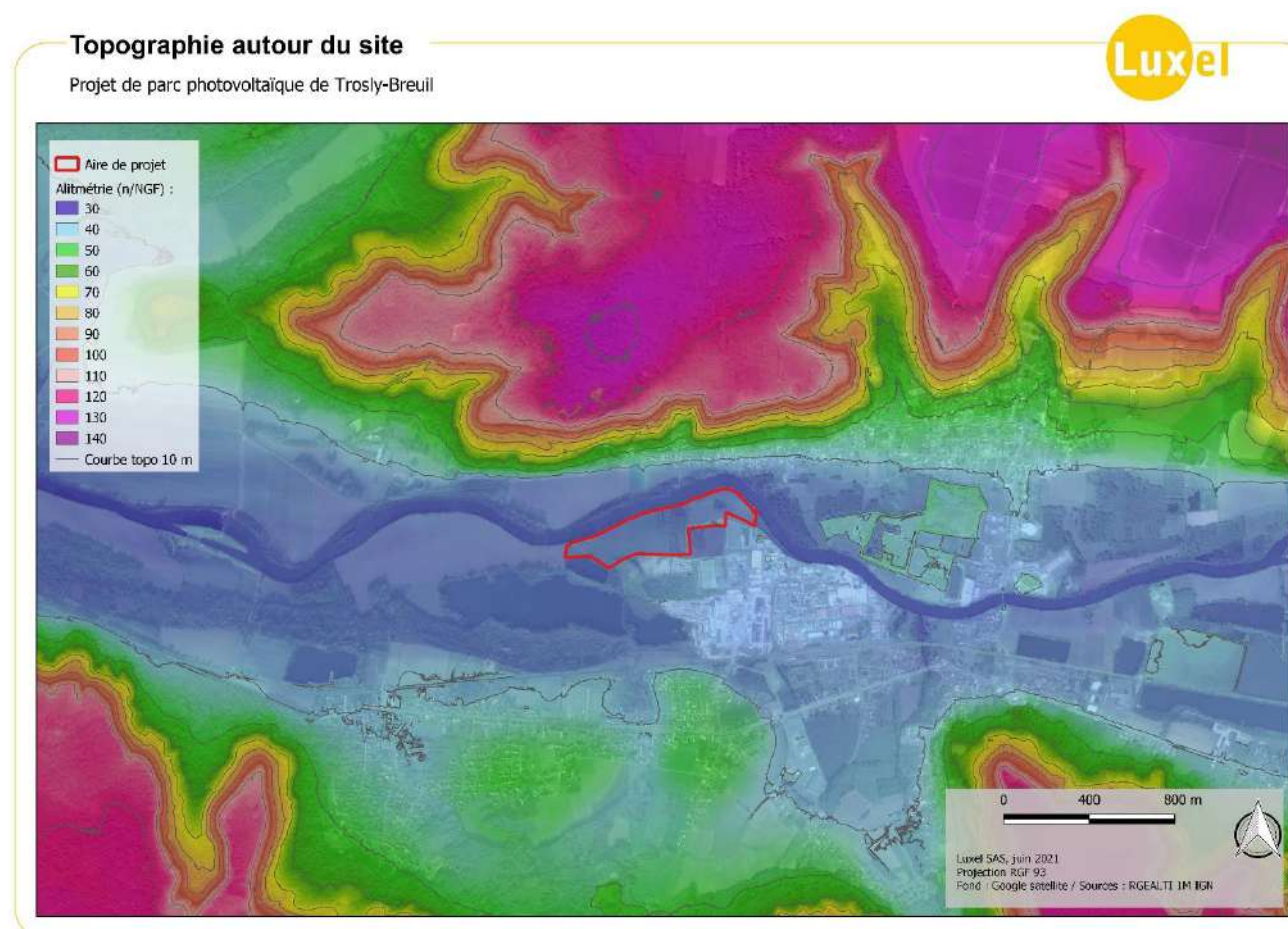 Topographie autour du site
Projet de parc photovoltaïque de Trosly-Breuil
Luxel
Aire de projet
Alitmétrie (n/NGF) :
30
40
50
60
70
80
90
100
110
120
130
140
Courbe topo 10 m
0 400 800 m
Luxel SAS, juin 2021
Projection RGF 93
Fond : Google satellite / Sources : RGEALTI 1M IGN